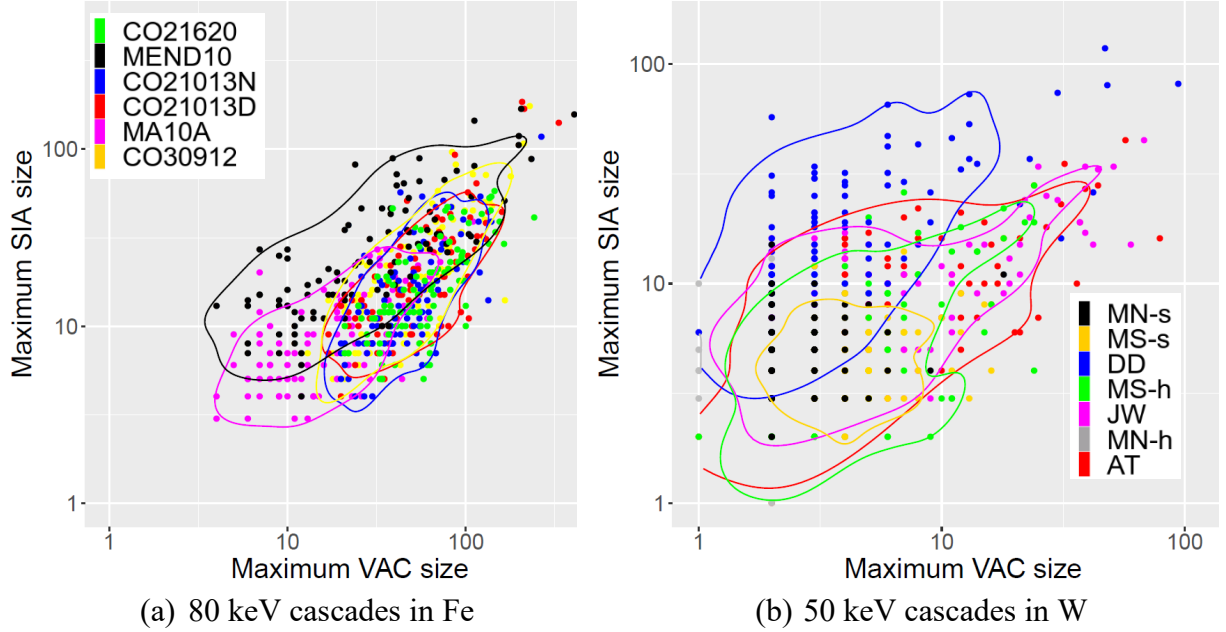 CO21620
MEND10
CO21013N
CO21013D
MA10A
CO30912
Maximum SIA size
100
10
1
1
10
100
Maximum VAC size
(a) 80 keV cascades in Fe
Maximum SIA size
100
10
1
MN-s
MS-s
DD
MS-h
JW
MN-h
AT
1
10
100
Maximum VAC size
(b) 50 keV cascades in W